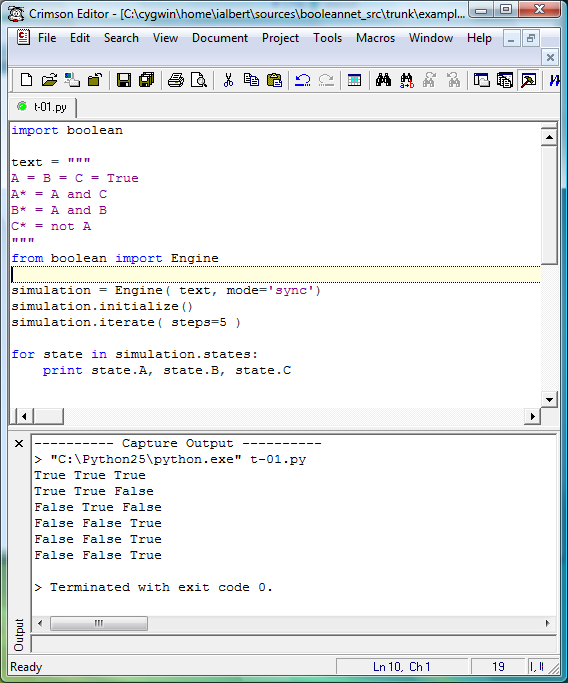 Crimson Editor - [C:\cygwin\home\ialbert\sources\booleannet_src\trunk\exampl...
File Edit Search View Document Project Tools Macro Window Help
t-01.py
import boolean
text = """
A = B = C = True
A* = A and C
B* = A and B
C* = not A
"""
from boolean import Engine
simulation = Engine( text, mode='sync')
simulation.initialize()
simulation.iterate( steps=5 )
for state in simulation.states:
    print state.A, state.B, state.C
---------- Capture Output ----------
> "C:\Python25\python.exe" t-01.py
True True True
True True False
False True False
False False True
False False True
False False True
> Terminated with exit code 0.
Output
Ready Ln 10, Ch 1 19